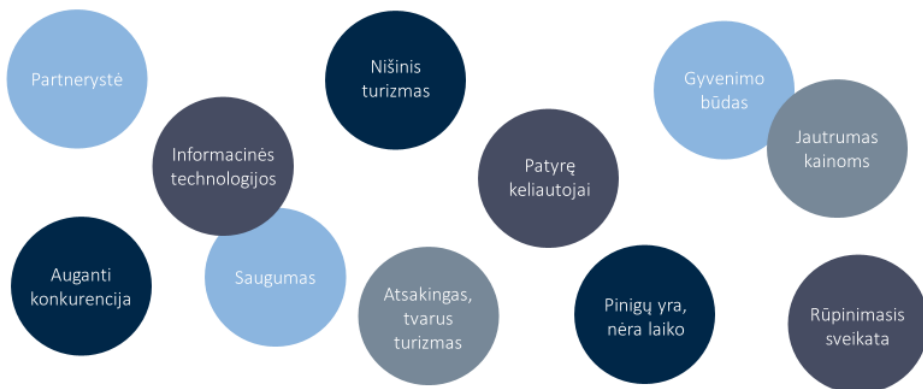 Partnerystė
Nišinis
turizmas
Gyvenimo
būdas
Jautrumas
kainoms
Informacinės
technologijos
Patyrę
keliautojai
Auganti
konkurencija
Saugumas
Atsakingas,
tvarus
turizmas
Pinigų yra,
nėra laiko
Rūpinimasis
sveikata